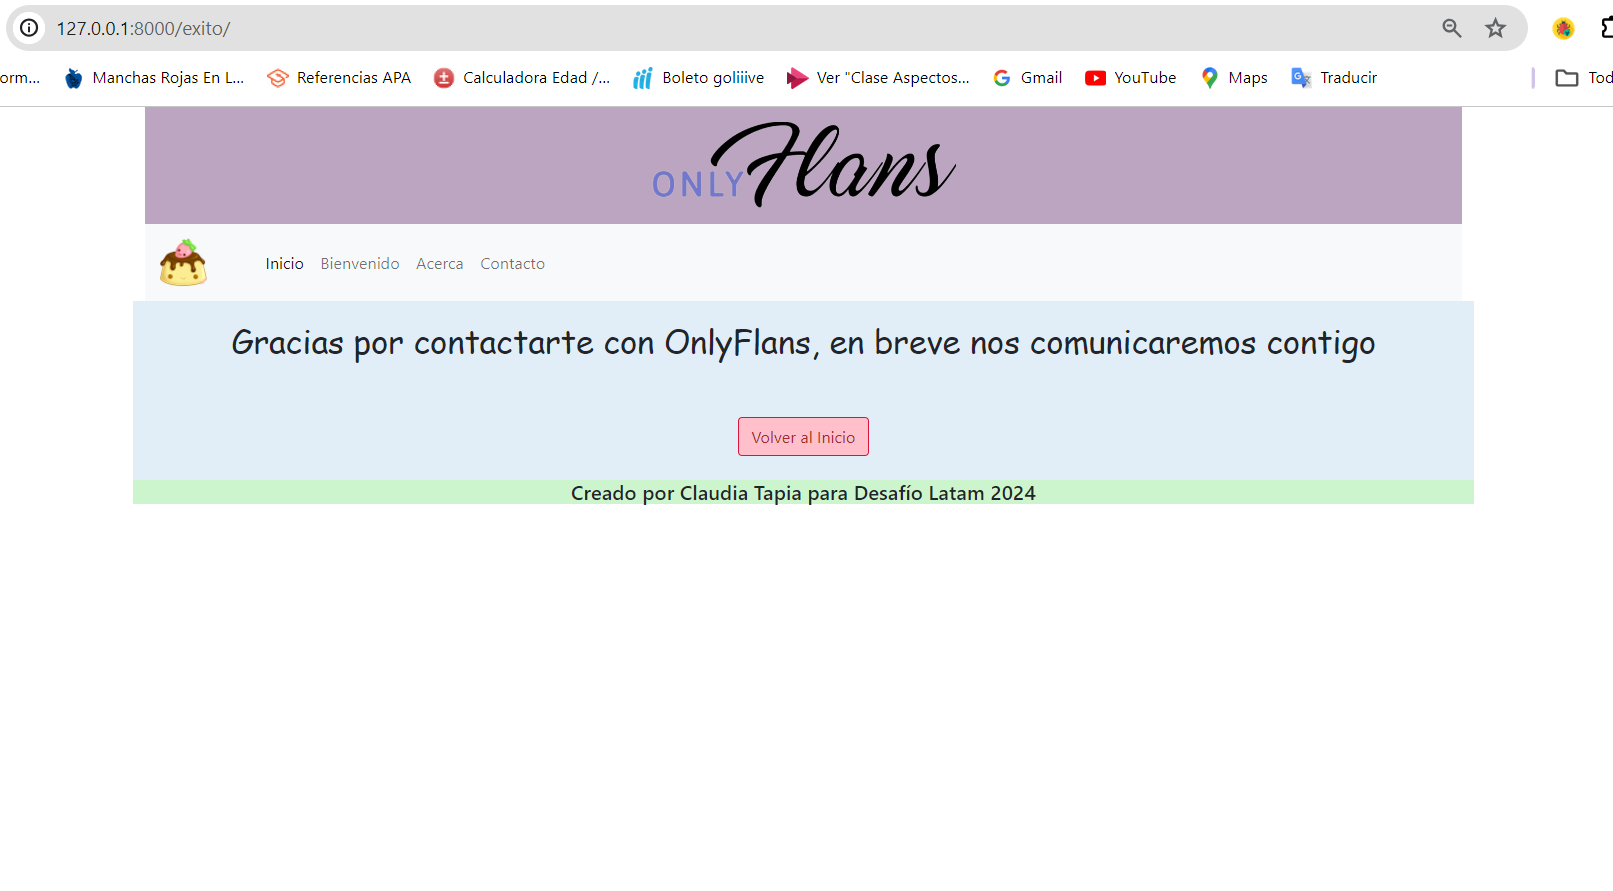 127.0.0.1:8000/exito/
orm... Manchas Rojas En L... Referencias APA Calculadora Edad /... Boleto goliiive Ver "Clase Aspectos... Gmail YouTube Maps Traducir Tod
ONLY Flans
Inicio Bienvenido Acerca Contacto
Gracias por contactarte con OnlyFlans, en breve nos comunicaremos contigo
Volver al Inicio
Creado por Claudia Tapia para Desafío Latam 2024